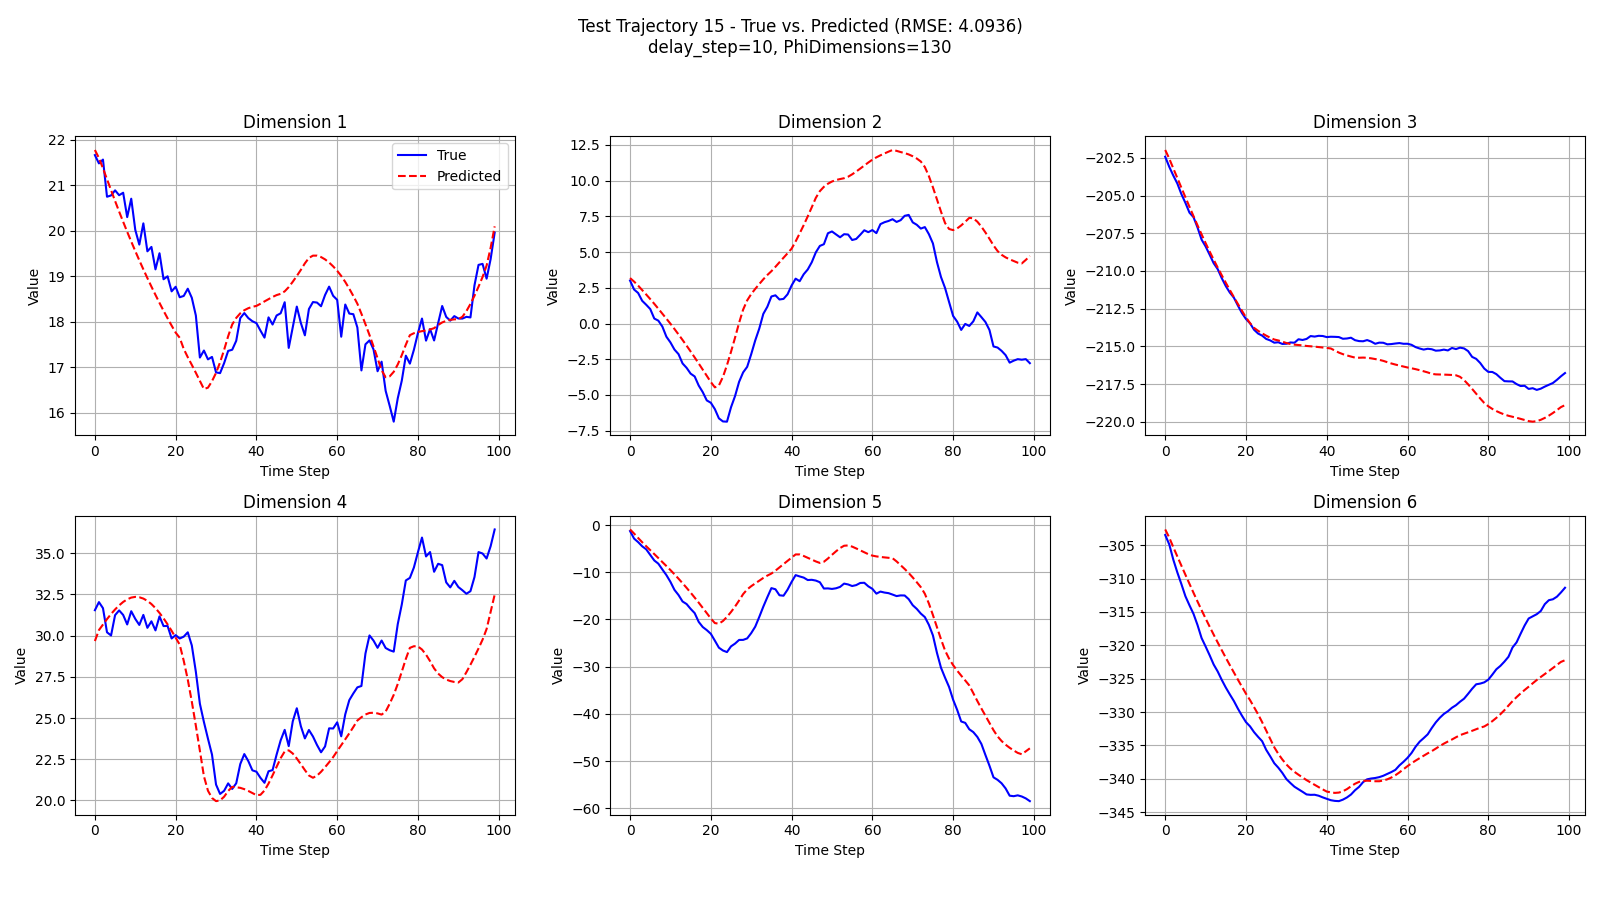 Test Trajectory 15 - True vs. Predicted (RMSE: 4.0936)
delay_step=10, PhiDimensions=130
Dimension 1
22
21
20
19
18
17
16
Value
0 20 40 60 80 100
Time Step
True
Predicted
Dimension 2
12.5
10.0
7.5
5.0
2.5
0.0
−2.5
−5.0
−7.5
Value
0 20 40 60 80 100
Time Step
Dimension 3
−202.5
−205.0
−207.5
−210.0
−212.5
−215.0
−217.5
−220.0
Value
0 20 40 60 80 100
Time Step
Dimension 4
35.0
32.5
30.0
27.5
25.0
22.5
20.0
Value
0 20 40 60 80 100
Time Step
Dimension 5
0
−10
−20
−30
−40
−50
−60
Value
0 20 40 60 80 100
Time Step
Dimension 6
−305
−310
−315
−320
−325
−330
−335
−340
−345
Value
0 20 40 60 80 100
Time Step